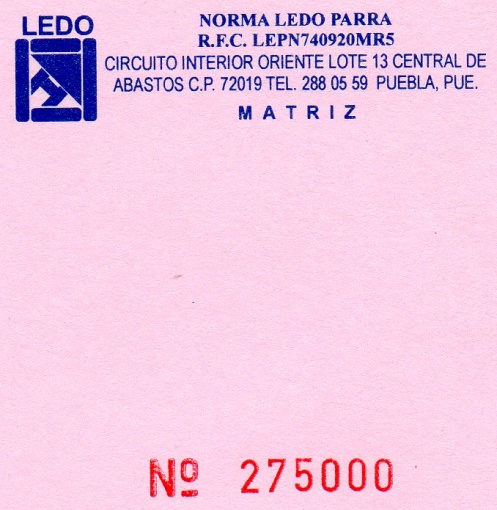 LEDO
NORMA LEDO PARRA
R.F.C. LEPN740920MR5
CIRCUITO INTERIOR ORIENTE LOTE 13 CENTRAL DE
ABASTOS C.P. 72019 TEL. 288 05 59 PUEBLA, PUE.
MATRIZ
Nº 275000